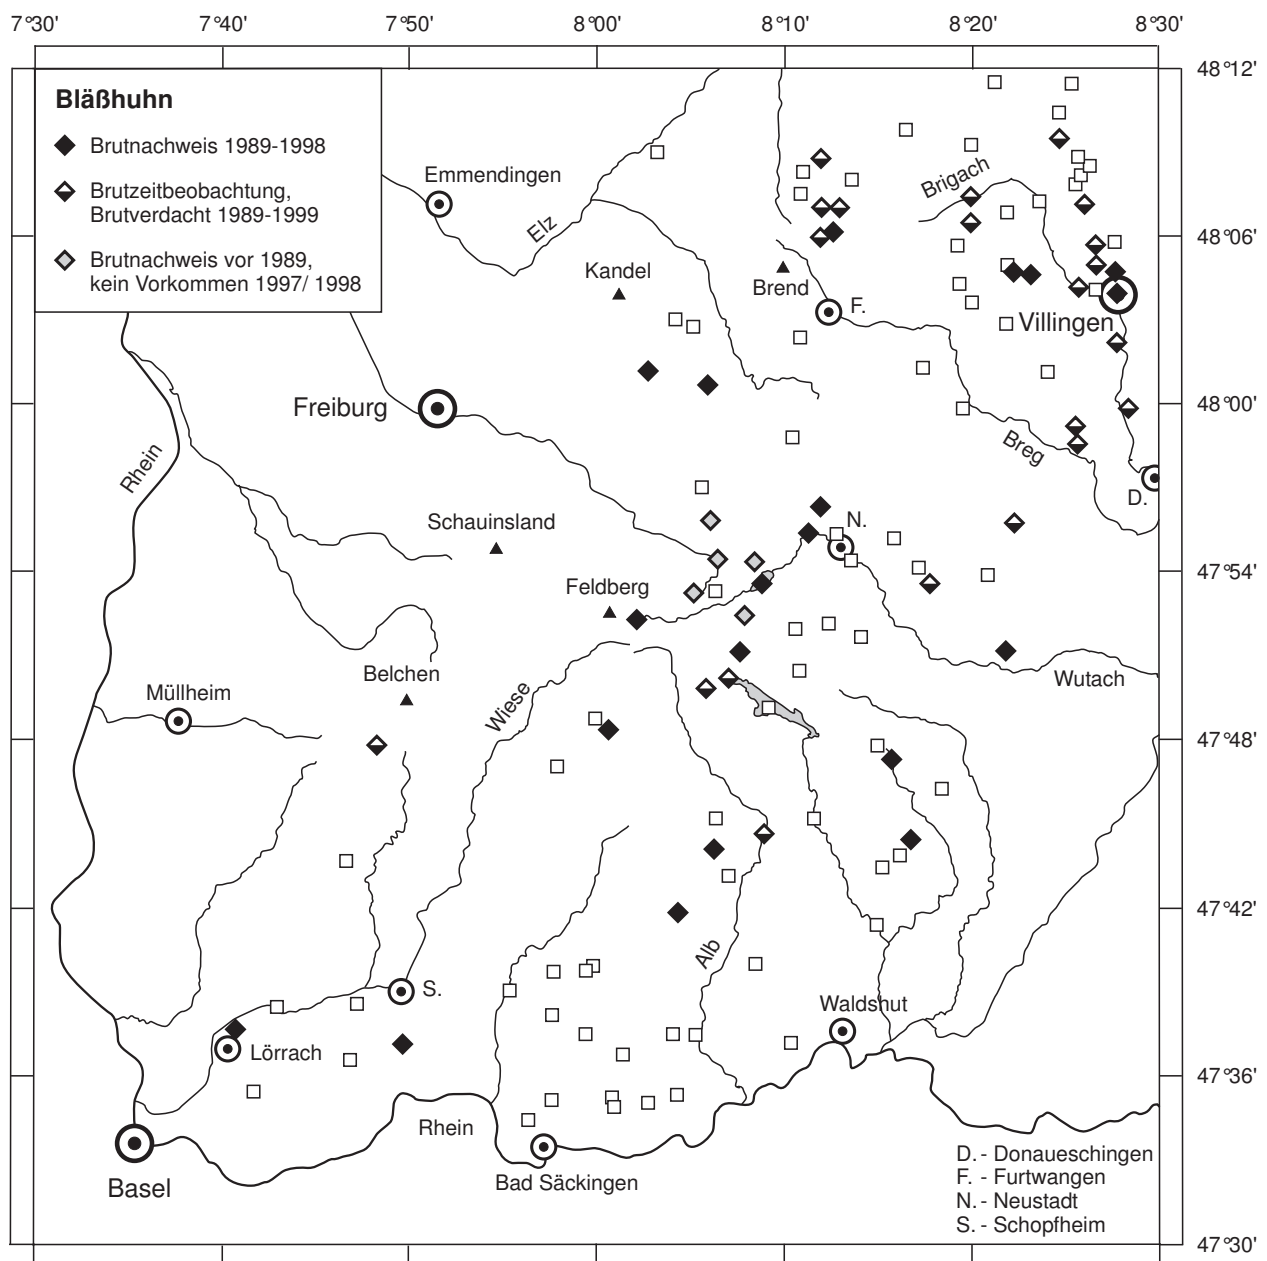 7°30' 7°40' 7°50' 8°00' 8°10' 8°20' 8°30'
48°12'
Bläßhuhn
Brutnachweis 1989-1998
Brutzeitbeobachtung,
Brutverdacht 1989-1999
Brutnachweis vor 1989,
kein Vorkommen 1997/ 1998
Emmendingen
Elz
Brigach
48°06'
Kandel
Brend
F.
Villingen
Freiburg
48°00'
Breg
Rhein
D.
Schauinsland
N.
47°54'
Feldberg
Belchen
Wutach
Müllheim
Wiese
47°48'
47°42'
Alb
S.
Waldshut
Lörrach
47°36'
Rhein
Bad Säckingen
Basel
D. - Donaueschingen
F. - Furtwangen
N. - Neustadt
S. - Schopfheim
47°30'